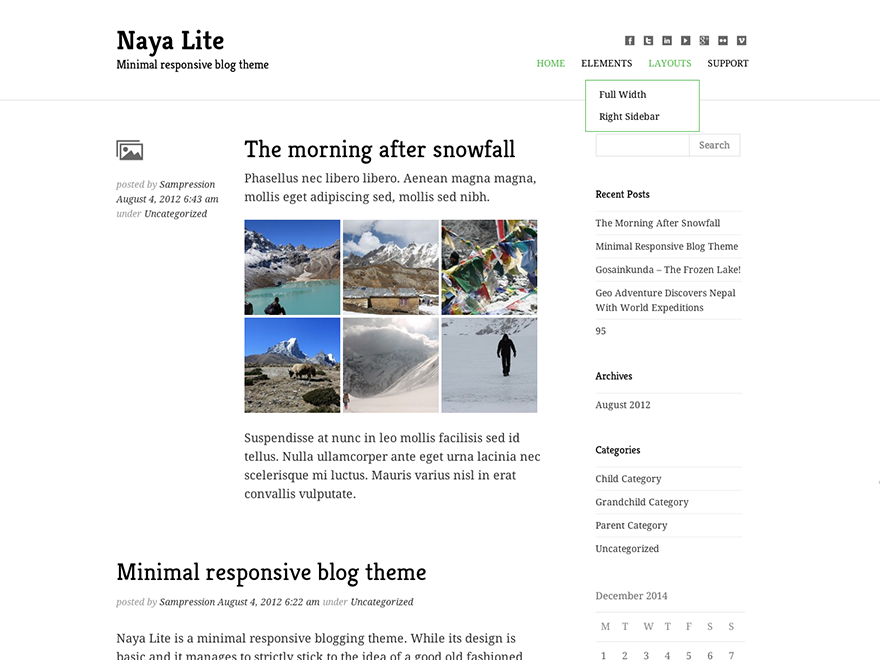 Naya Lite
Minimal responsive blog theme
HOME ELEMENTS LAYOUTS SUPPORT
Full Width
Right Sidebar
posted by Sampression
August 4, 2012 6:43 am
under Uncategorized
The morning after snowfall
Phasellus nec libero libero. Aenean magna magna,
mollis eget adipiscing sed, mollis sed nibh.
Suspendisse at nunc in leo mollis facilisis sed id
tellus. Nulla ullamcorper ante eget urna lacinia nec
scelerisque mi luctus. Mauris varius nisl in erat
convallis vulputate.
Minimal responsive blog theme
posted by Sampression August 4, 2012 6:22 am under Uncategorized
Naya Lite is a minimal responsive blogging theme. While its design is
basic and it manages to strictly stick to the idea of a good old fashioned
Search
Recent Posts
The Morning After Snowfall
Minimal Responsive Blog Theme
Gosainkunda – The Frozen Lake!
Geo Adventure Discovers Nepal
With World Expeditions
95
Archives
August 2012
Categories
Child Category
Grandchild Category
Parent Category
Uncategorized
December 2014
M T W T F S S
1 2 3 4 5 6 7